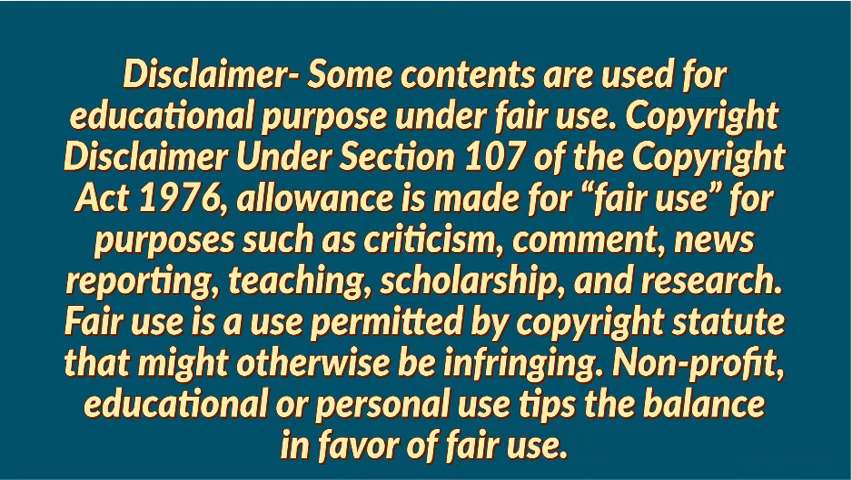 Disclaimer- Some contents are used for
educational purpose under fair use. Copyright
Disclaimer Under Section 107 of the Copyright
Act 1976, allowance is made for “fair use” for
purposes such as criticism, comment, news
reporting, teaching, scholarship, and research.
Fair use is a use permitted by copyright statute
that might otherwise be infringing. Non-profit,
educational or personal use tips the balance
in favor of fair use.